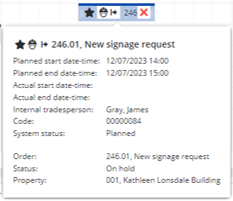 246
246.01, New signage request
Planned start date-time: 12/07/2023 14:00
Planned end date-time: 12/07/2023 15:00
Actual start date-time:
Actual end date-time:
Internal tradesperson: Gray, James
Code: 00000084
System status: Planned
Order: 246.01, New signage request
Status: On hold
Property: 001, Kathleen Lonsdale Building